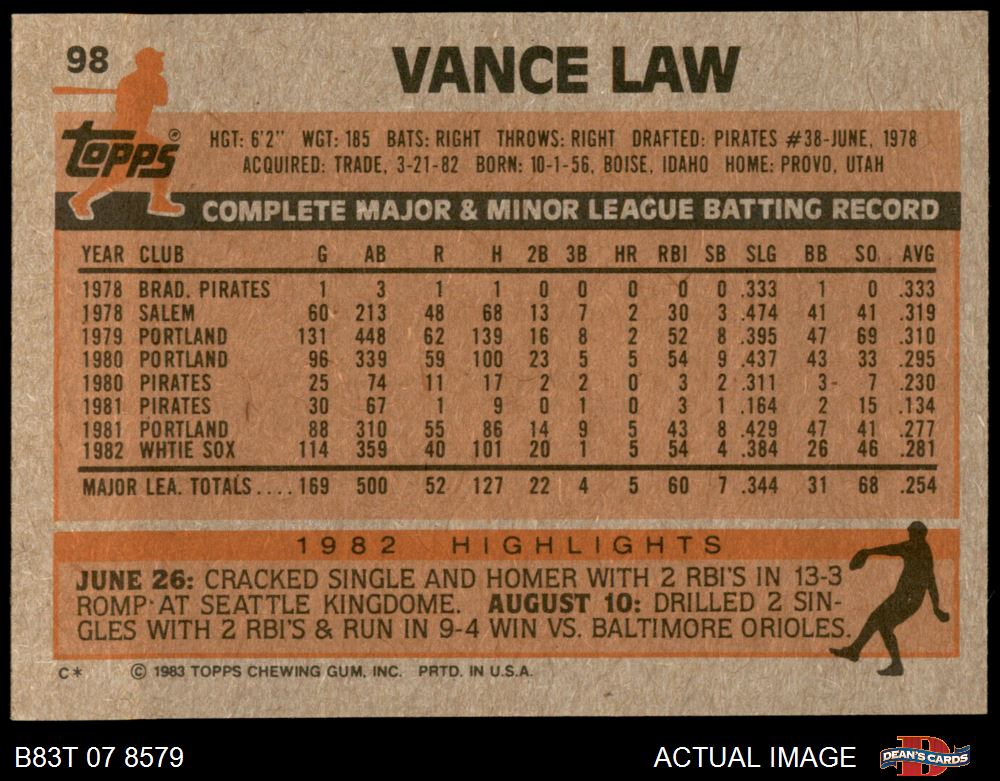 98
VANCE LAW
Topps®
HGT: 6'2" WGT: 185 BATS: RIGHT THROWS: RIGHT DRAFTED: PIRATES #38-JUNE, 1978
ACQUIRED: TRADE, 3-21-82 BORN: 10-1-56, BOISE, IDAHO HOME: PROVO, UTAH
COMPLETE MAJOR & MINOR LEAGUE BATTING RECORD
YEAR CLUB G AB R H 2B 3B HR RBI SB SLG BB SO AVG
1978 BRAD. PIRATES 1 3 1 1 0 0 0 0 0 .333 1 0 .333
1978 SALEM 60 213 48 68 13 7 2 30 3 .474 41 41 .319
1979 PORTLAND 131 448 62 139 16 8 2 52 8 .395 47 69 .310
1980 PORTLAND 96 339 59 100 23 5 5 54 9 .437 43 33 .295
1980 PIRATES 25 74 11 17 2 2 0 3 2 .311 3 7 .230
1981 PIRATES 30 67 1 9 0 1 0 3 1 .164 2 15 .134
1981 PORTLAND 88 310 55 86 14 9 5 43 8 .429 47 41 .277
1982 WHTIE SOX 114 359 40 101 20 1 5 54 4 .384 26 46 .281
MAJOR LEA. TOTALS....169 500 52 127 22 4 5 60 7 .344 31 68 .254
1982 HIGHLIGHTS
JUNE 26: CRACKED SINGLE AND HOMER WITH 2 RBI'S IN 13-3
ROMP AT SEATTLE KINGDOME. AUGUST 10: DRILLED 2 SIN-
GLES WITH 2 RBI'S & RUN IN 9-4 WIN VS. BALTIMORE ORIOLES.
C* © 1983 TOPPS CHEWING GUM, INC. PRTD. IN U.S.A.
B83T 07 8579
ACTUAL IMAGE
DEAN'S CARDS